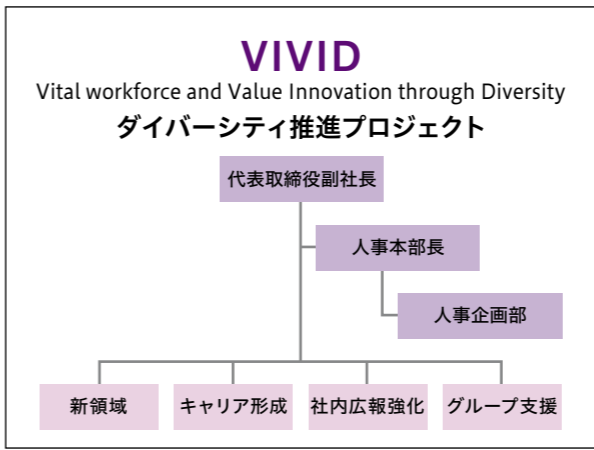 VIVID
Vital workforce and Value Innovation through Diversity
ダイバーシティ推進プロジェクト
代表取締役副社長
人事本部長
人事企画部
新領域
キャリア形成
社内広報強化
グループ支援